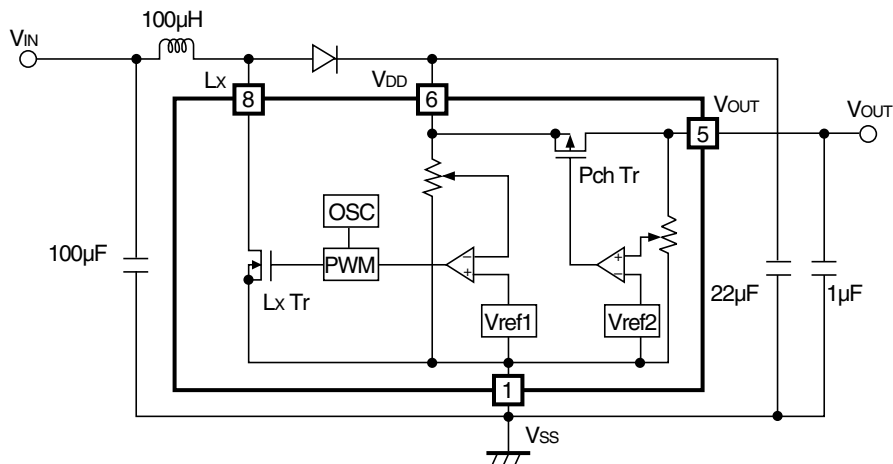 100μH
VIN
LX
VDD
8
6
VOUT
VOUT
5
Pch Tr
OSC
PWM
−
+
+
−
100μF
LX Tr
Vref1
Vref2
22μF
1μF
1
VSS